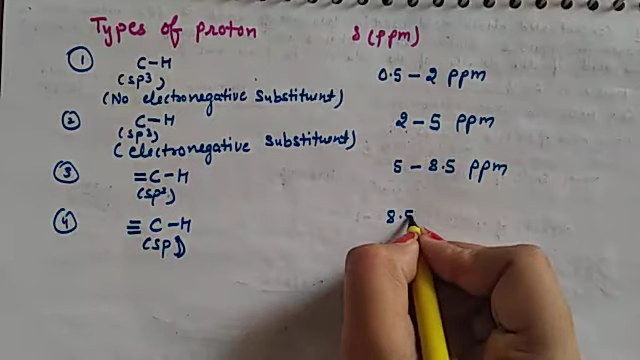 Types of proton δ (ppm)
① C-H 0.5 - 2 ppm
(sp³)
(No electronegative substituent)
② C-H 2 - 5 ppm
(sp³)
(electronegative substituent)
③ =C-H 5 - 8.5 ppm
(sp²)
④ ≡C-H 8.5
(sp)